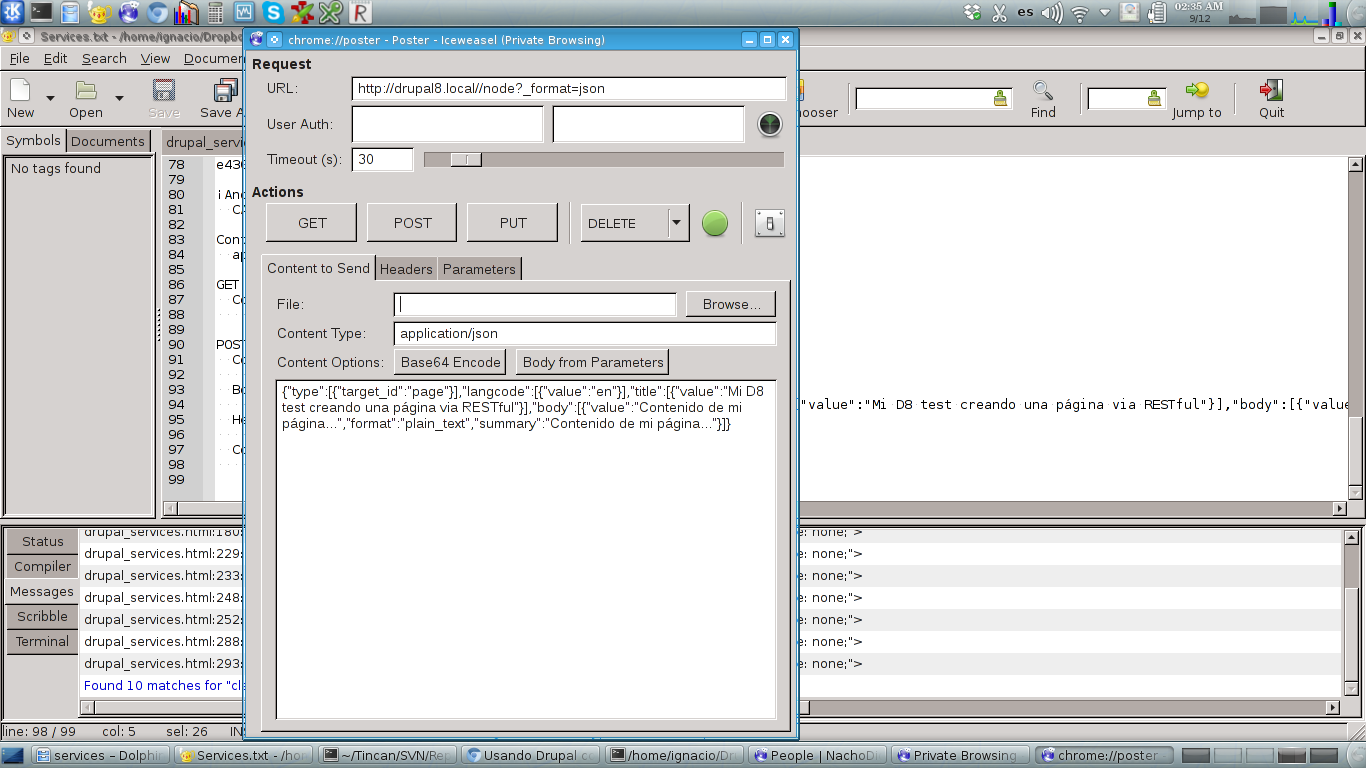 es
02:35 AM
9/12
Services.txt - /home/ignacio/Dropbo
chrome://poster - Poster - Iceweasel (Private Browsing)
File Edit Search View Documen
New Open Save Save A
ooser Find Jump to Quit
Symbols Documents
drupal_servic
No tags found
78 e436
79
80 ¡ And
81
82
83 Cont
84 ap
85
86 GET
87 Co
88
89
90 POST
91 Co
92
93 Bo
94 "value":"Mi D8 test creando una página via RESTful"}],"body":[{"value
95 He
96
97 Co
98
99
Request
URL: http://drupal8.local//node?_format=json
User Auth:
Timeout (s): 30
Actions
GET POST PUT DELETE
Content to Send Headers Parameters
File: Browse...
Content Type: application/json
Content Options: Base64 Encode Body from Parameters
{"type":[{"target_id":"page"}],"langcode":[{"value":"en"}],"title":[{"value":"Mi D8
test creando una página via RESTful"}],"body":[{"value":"Contenido de mi
página...","format":"plain_text","summary":"Contenido de mi página..."}]}
Status
Compiler
Messages
Scribble
Terminal
drupal_services.html:180: e: none;">
drupal_services.html:229: e: none;">
drupal_services.html:233: e: none;">
drupal_services.html:248: e: none;">
drupal_services.html:252: e: none;">
drupal_services.html:288: e: none;">
drupal_services.html:293: e: none;">
Found 10 matches for "cl
line: 98 / 99 col: 5 sel: 26 IN
services – Dolphin Services.txt - /hom ~/Tincan/SVN/Rep Usando Drupal co /home/ignacio/Dr People | NachoDi Private Browsing chrome://poster